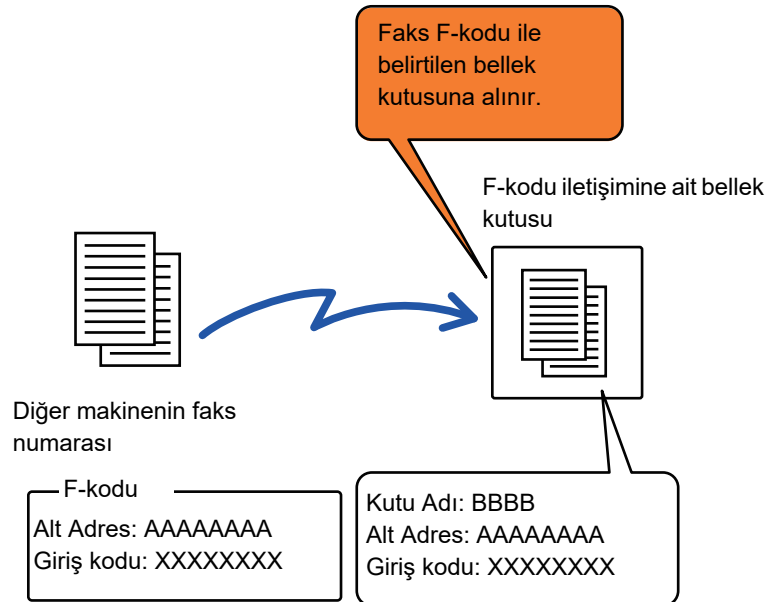 Faks F-kodu ile
belirtilen bellek
kutusuna alınır.
F-kodu iletişimine ait bellek
kutusu
Diğer makinenin faks
numarası
F-kodu
Alt Adres: AAAAAAAA
Giriş kodu: XXXXXXXX
Kutu Adı: BBBB
Alt Adres: AAAAAAAA
Giriş kodu: XXXXXXXX